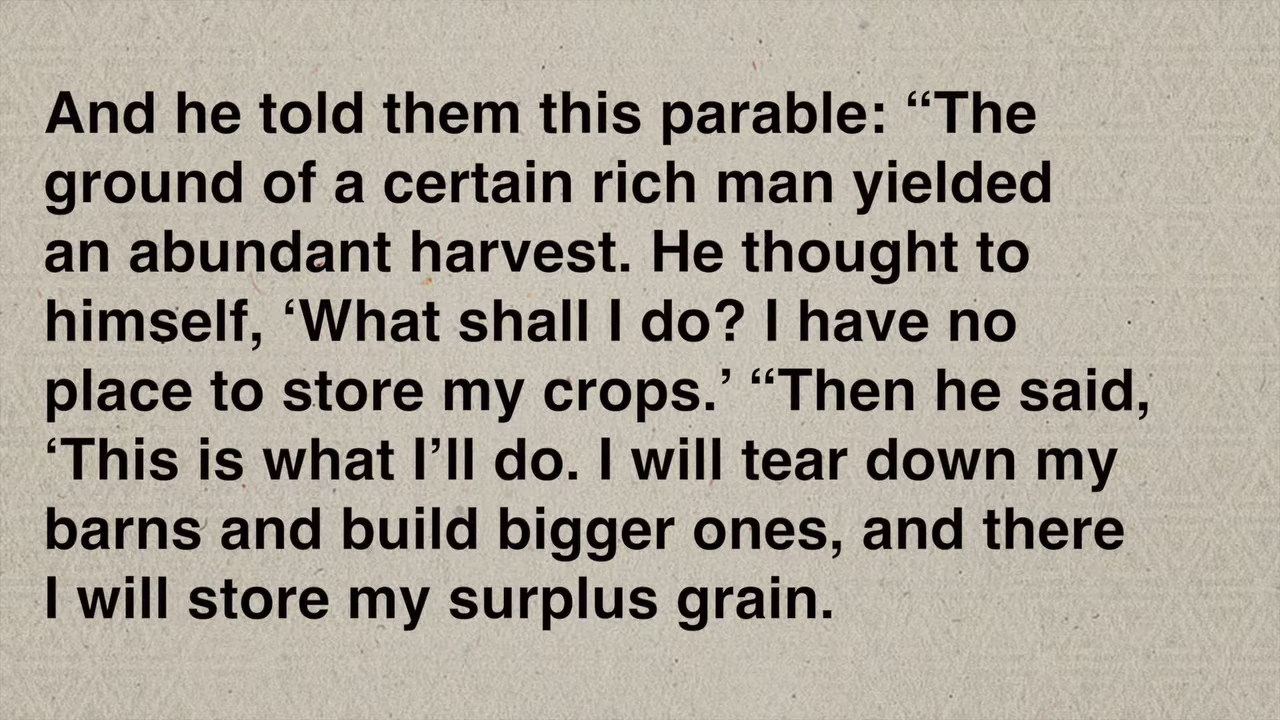 And he told them this parable: “The
ground of a certain rich man yielded
an abundant harvest. He thought to
himself, ‘What shall I do? I have no
place to store my crops.’ “Then he said,
‘This is what I’ll do. I will tear down my
barns and build bigger ones, and there
I will store my surplus grain.